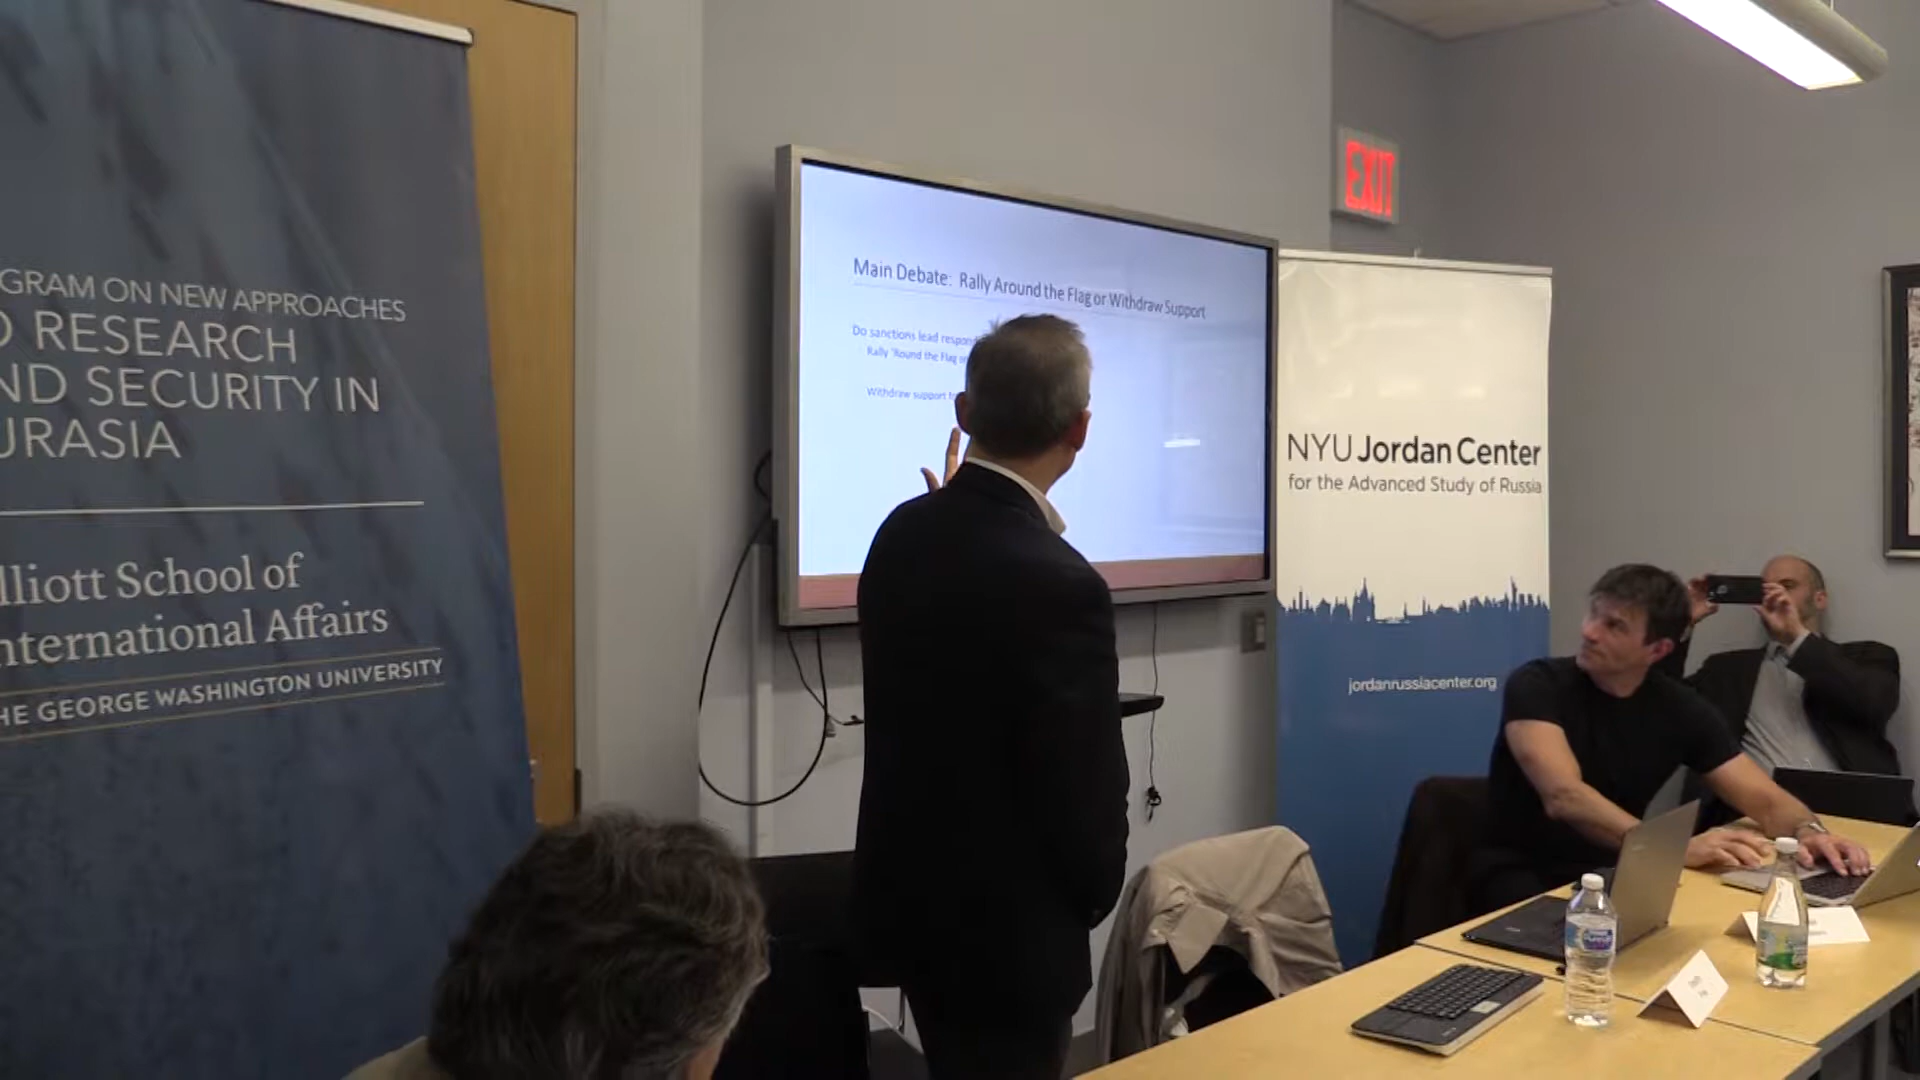 GRAM ON NEW APPROACHES
O RESEARCH
ND SECURITY IN
URASIA
lliott School of
nternational Affairs
HE GEORGE WASHINGTON UNIVERSITY
Main Debate: Rally Around the Flag or Withdraw Support
Do sanctions lead respon
Rally 'Round the Flag or
Withdraw support fo
EXIT
NYU Jordan Center
for the Advanced Study of Russia
jordanrussiacenter.org